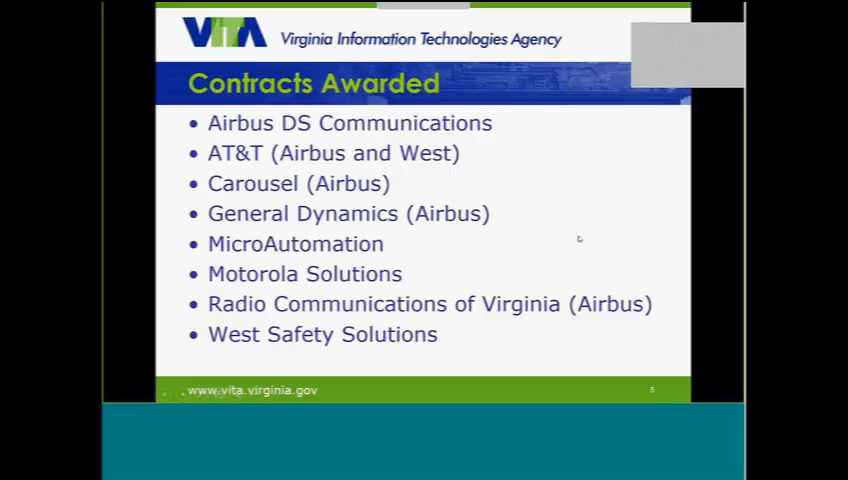 VITA Virginia Information Technologies Agency
Contracts Awarded
• Airbus DS Communications
• AT&T (Airbus and West)
• Carousel (Airbus)
• General Dynamics (Airbus)
• MicroAutomation
• Motorola Solutions
• Radio Communications of Virginia (Airbus)
• West Safety Solutions
www.vita.virginia.gov 5